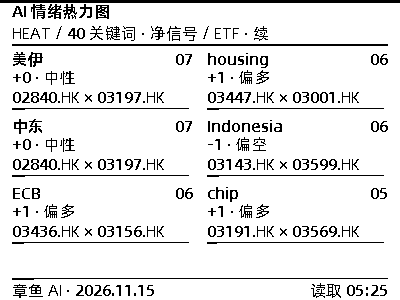 AI 情绪热力图
HEAT / 40 关键词 · 净信号 / ETF · 续
美伊 07
+0 · 中性
02840.HK × 03197.HK
housing 06
+1 · 偏多
03447.HK × 03001.HK
中东 07
+0 · 中性
02840.HK × 03197.HK
Indonesia 06
-1 · 偏空
03143.HK × 03599.HK
ECB 06
+1 · 偏多
03436.HK × 03156.HK
chip 05
+1 · 偏多
03191.HK × 03569.HK
章鱼 AI · 2026.11.15 读取 05:25